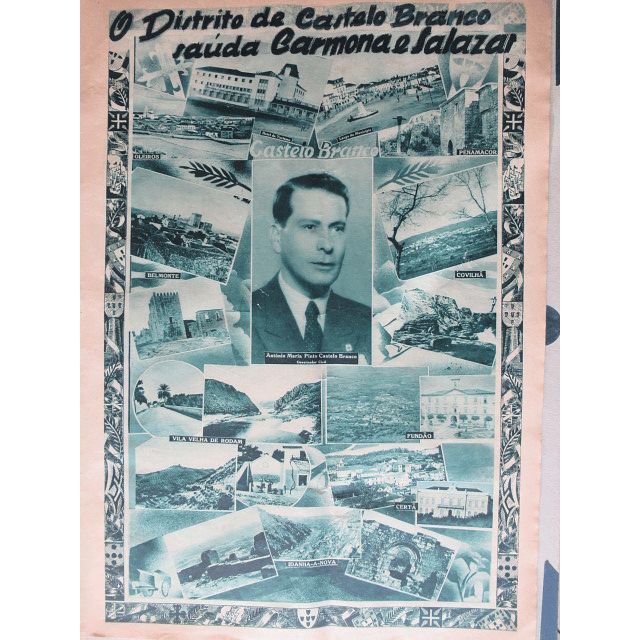 O Distrito de Castelo Branco
saúda Carmona e Salazar
Castelo Branco
OLEIROS
PENAMACOR
BELMONTE
COVILHÃ
António Maria Pinto Castelo Branco
Governador Civil
VILA VELHA DE RODAM
FUNDÃO
CERTÃ
IDANHA-A-NOVA